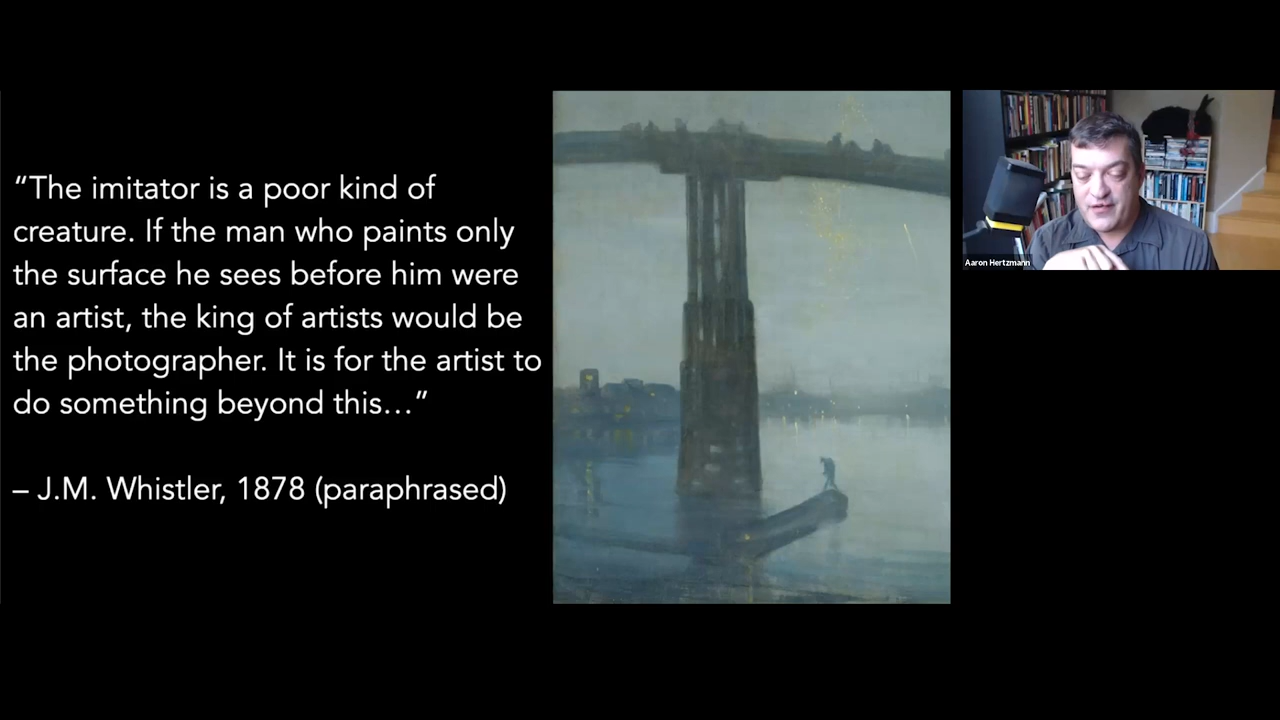 “The imitator is a poor kind of
creature. If the man who paints only
the surface he sees before him were
an artist, the king of artists would be
the photographer. It is for the artist to
do something beyond this…”
– J.M. Whistler, 1878 (paraphrased)
Aaron Hertzmann